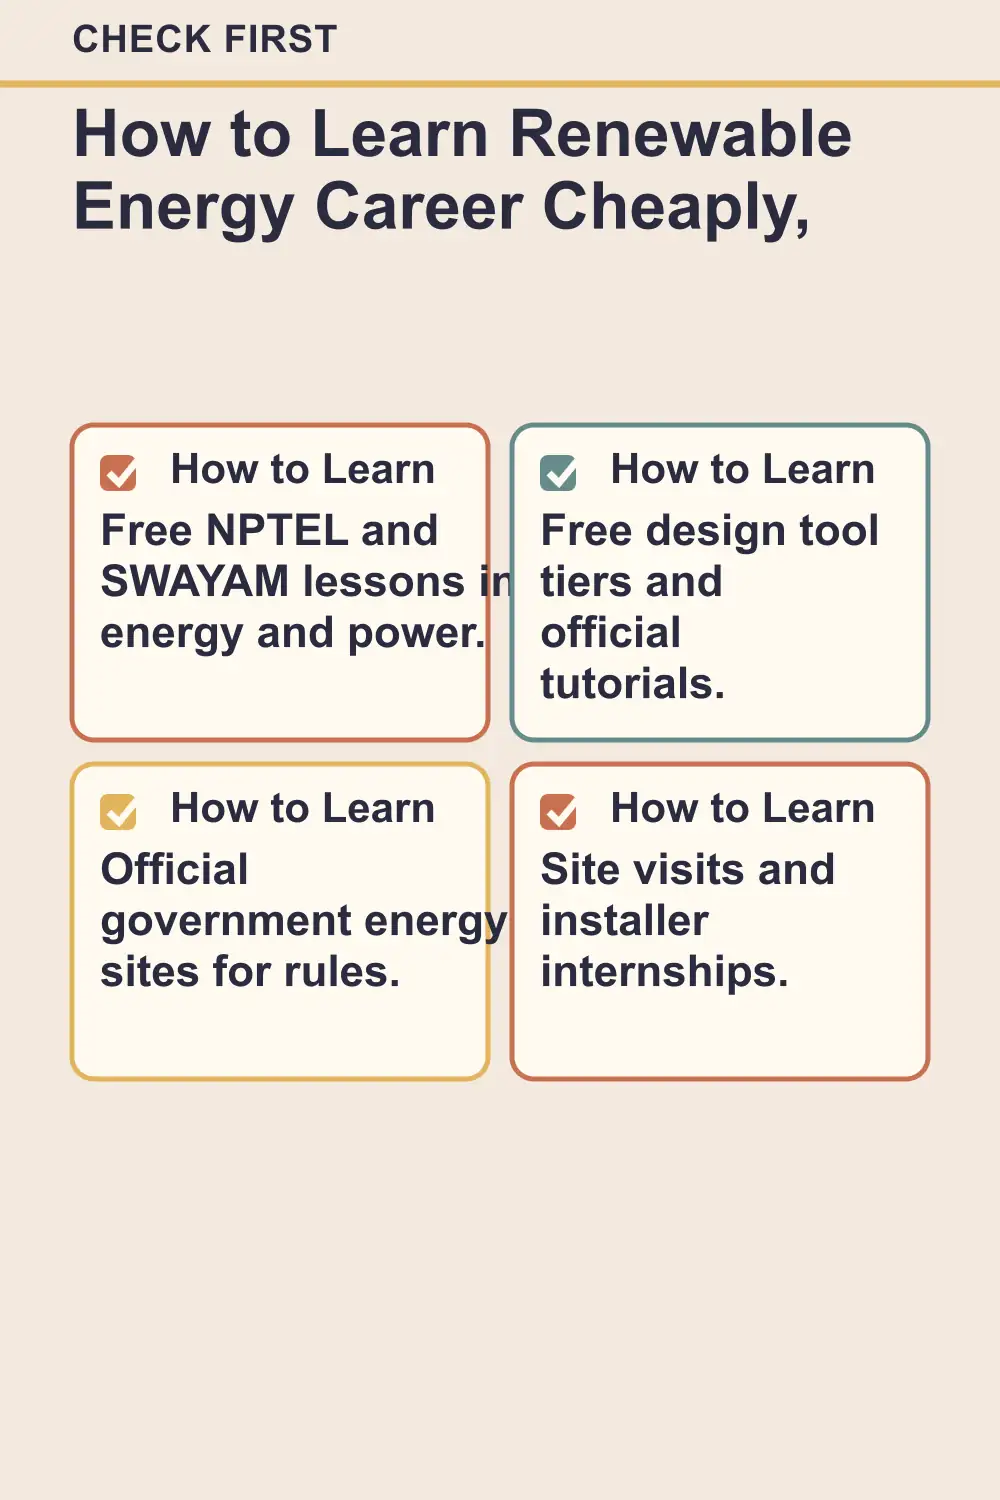 CHECK FIRST
How to Learn Renewable
Energy Career Cheaply,
How to Learn
Free NPTEL and
SWAYAM lessons in
energy and power.
How to Learn
Free design tool
tiers and
official
tutorials.
How to Learn
Official
government energy
sites for rules.
How to Learn
Site visits and
installer
internships.